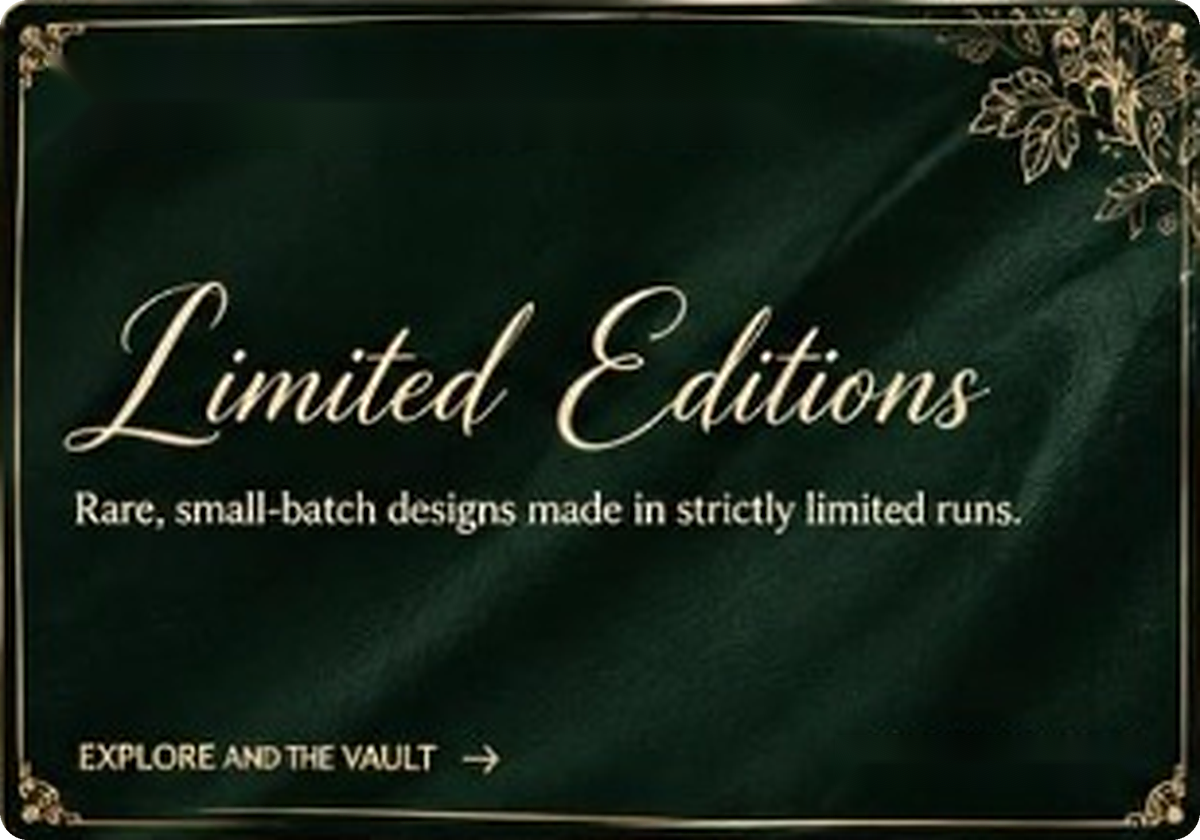 Limited Editions
Rare, small-batch designs made in strictly limited runs.
EXPLORE AND THE VAULT →